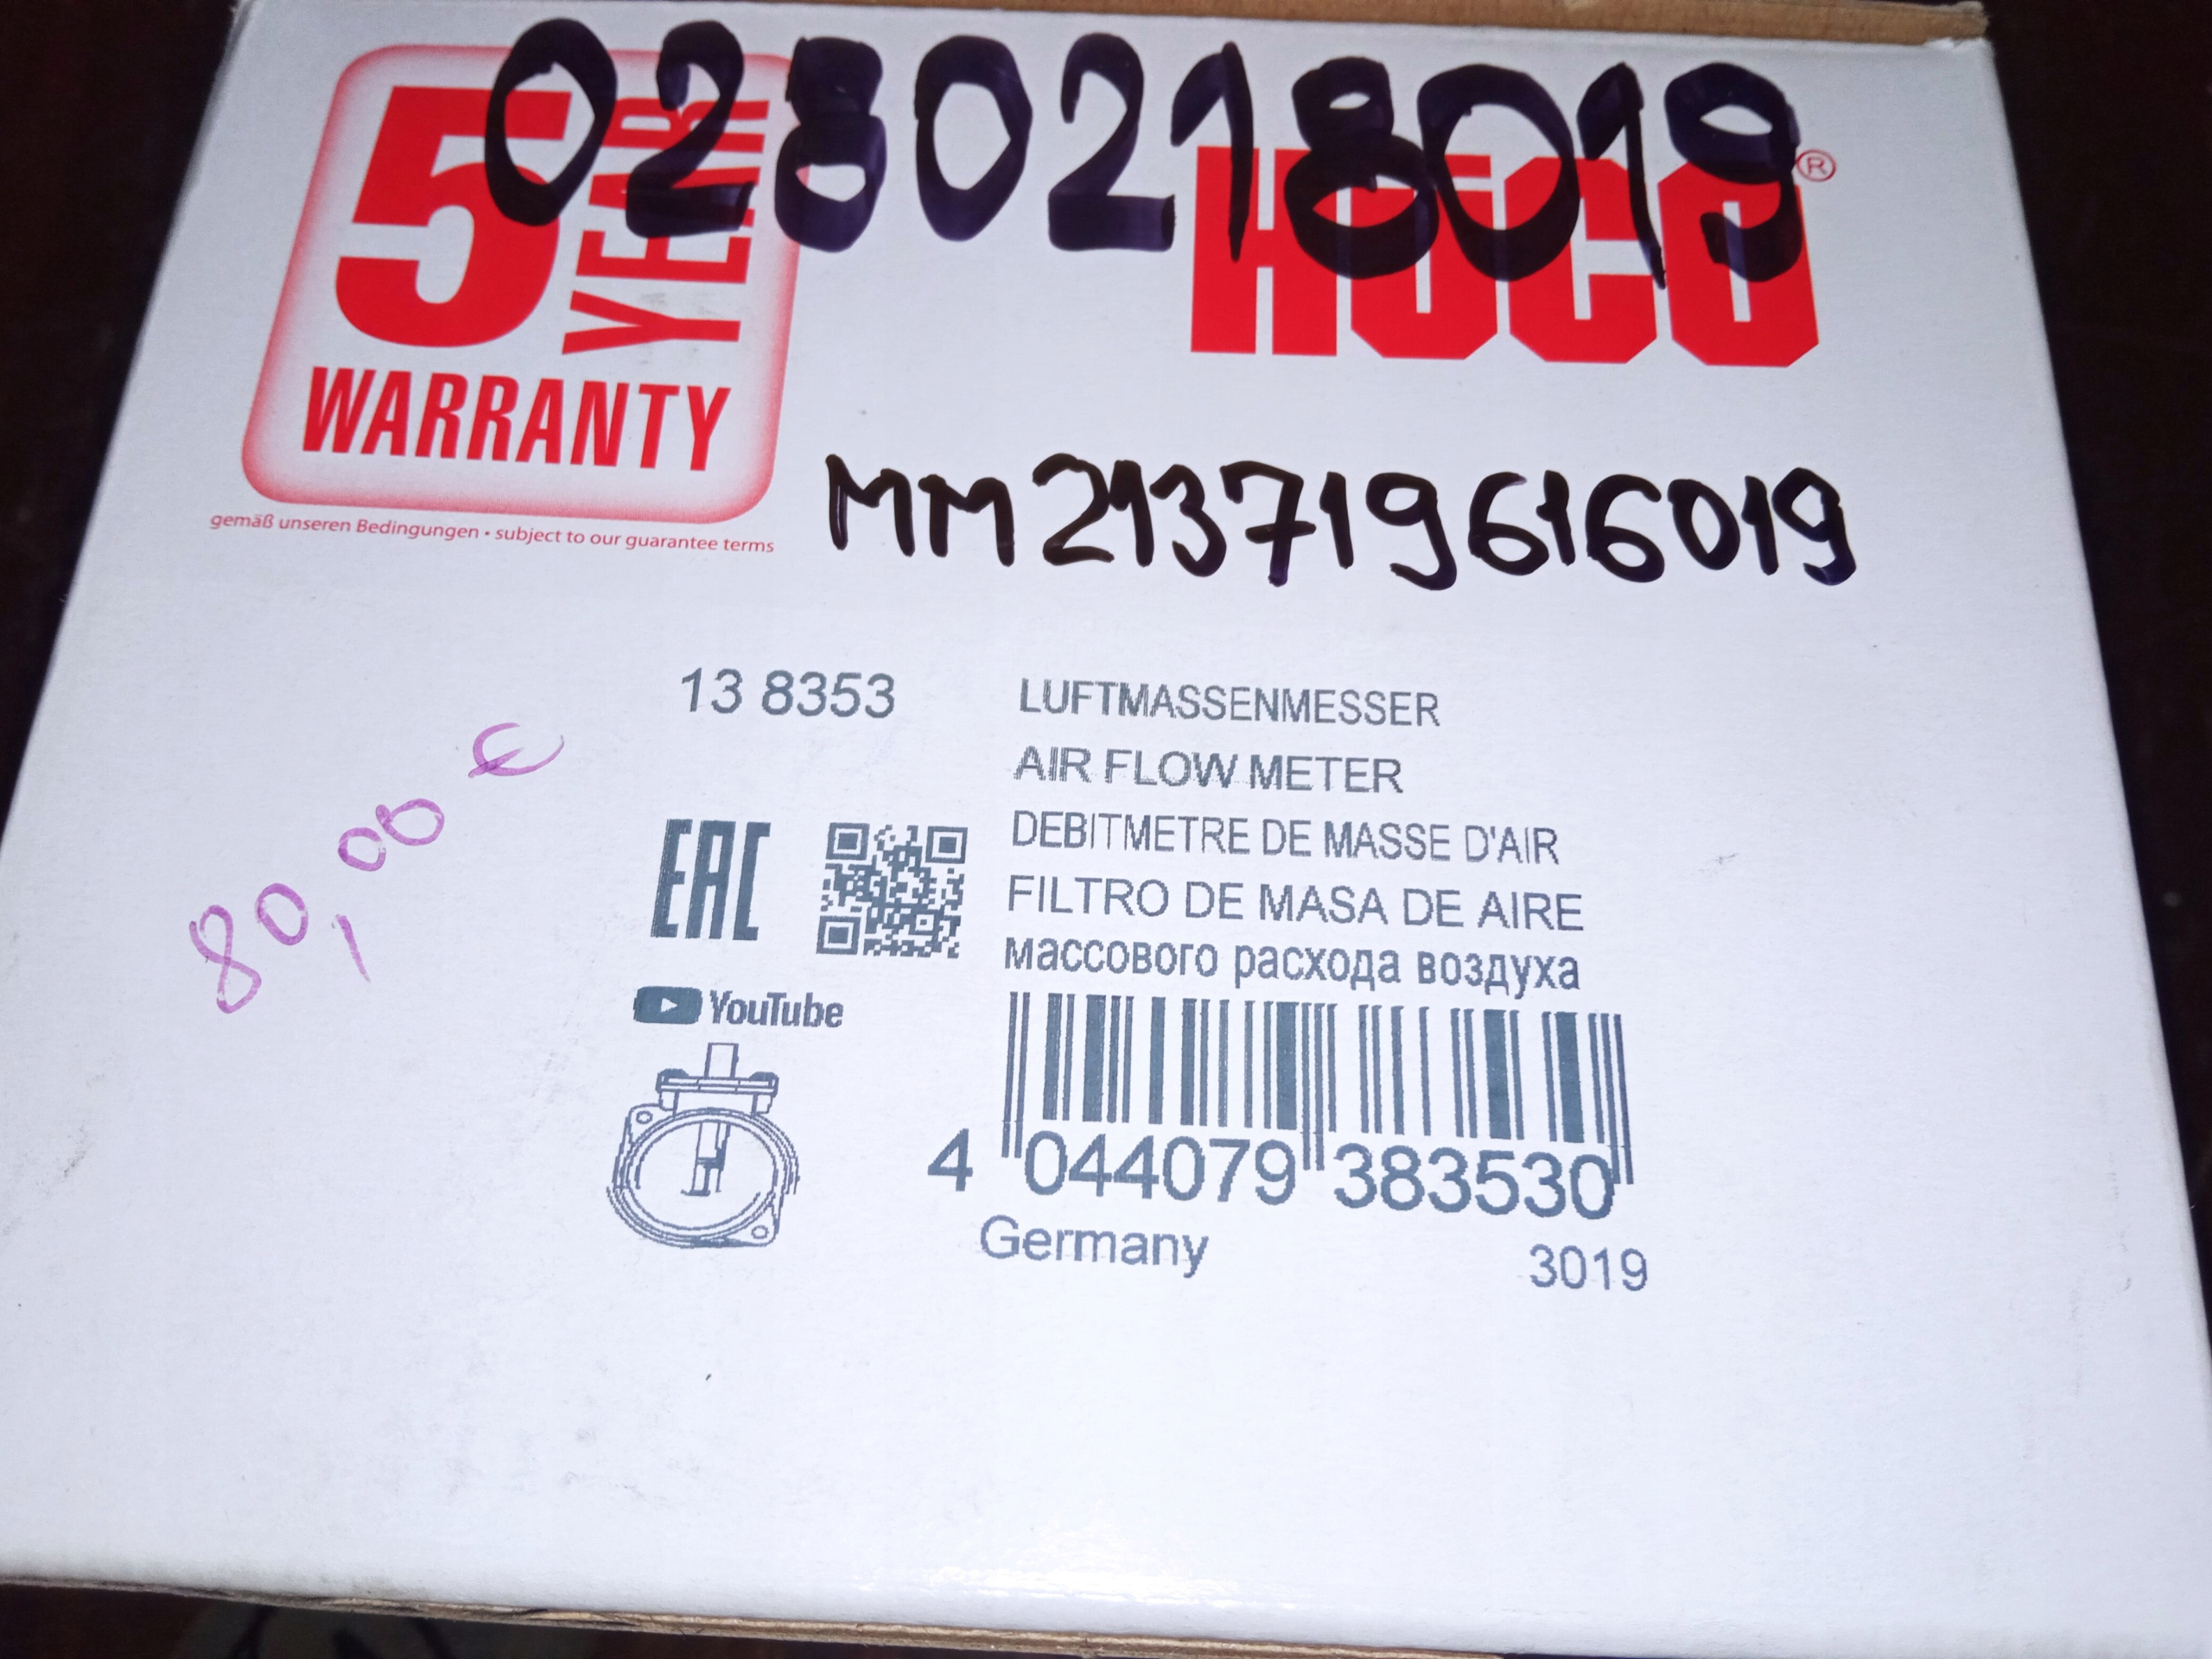 0280218019
5 YEAR
WARRANTY
HÜCO®
gemäß unseren Bedingungen • subject to our guarantee terms
MM213719616019
13 8353
LUFTMASSENMESSER
AIR FLOW METER
DEBITMETRE DE MASSE D'AIR
FILTRO DE MASA DE AIRE
массового расхода воздуха
80,00 €
EAC
YouTube
4 044079 383530
Germany
3019